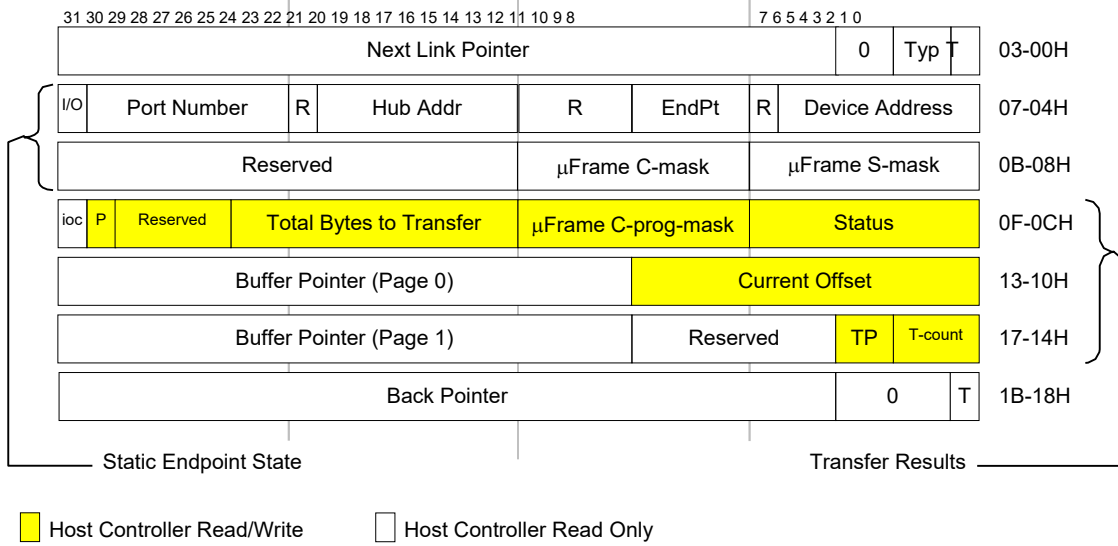 31 30 29 28 27 26 25 24 23 22 21 20 19 18 17 16 15 14 13 12 11 10 9 8 7 6 5 4 3 2 1 0
Next Link Pointer 0 Typ T 03-00H
I/O Port Number R Hub Addr R EndPt R Device Address 07-04H
Reserved μFrame C-mask μFrame S-mask 0B-08H
ioc P Reserved Total Bytes to Transfer μFrame C-prog-mask Status 0F-0CH
Buffer Pointer (Page 0) Current Offset 13-10H
Buffer Pointer (Page 1) Reserved TP T-count 17-14H
Back Pointer 0 T 1B-18H
Static Endpoint State Transfer Results
Host Controller Read/Write Host Controller Read Only